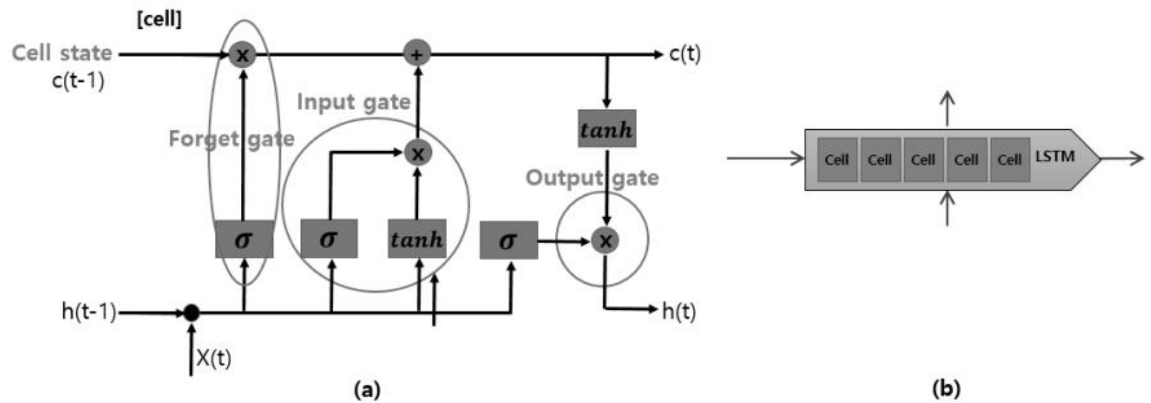 [cell]
Cell state
c(t-1)
x
+
c(t)
Forget gate
Input gate
x
tanh
Output gate
σ
σ
tanh
σ
x
h(t-1)
X(t)
h(t)
(a)
Cell Cell Cell Cell Cell LSTM
(b)